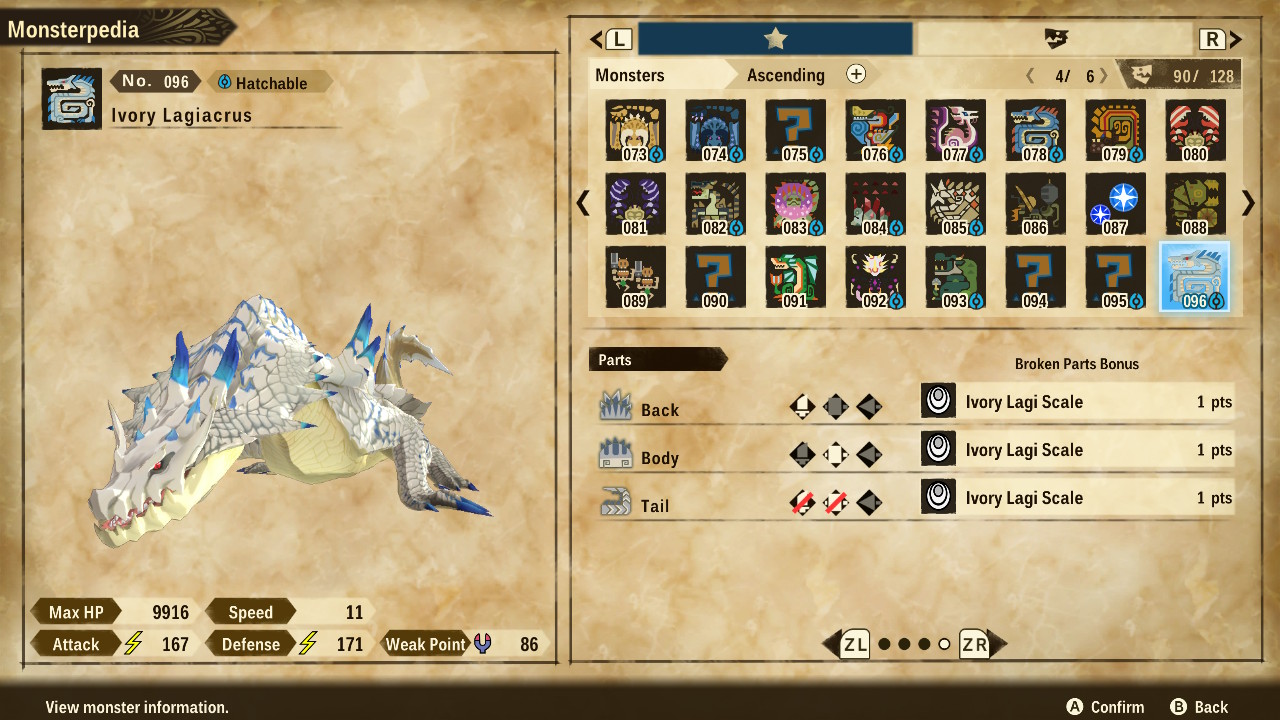 Monsterpedia
No. 096
Hatchable
Ivory Lagiacrus
L
R
Monsters
Ascending
4/ 6
90/ 128
073
074
075
076
077
078
079
080
081
082
083
084
085
086
087
088
089
090
091
092
093
094
095
096
Parts
Broken Parts Bonus
Back
Ivory Lagi Scale
1 pts
Body
Ivory Lagi Scale
1 pts
Tail
Ivory Lagi Scale
1 pts
Max HP
9916
Speed
11
Attack
167
Defense
171
Weak Point
86
ZL
ZR
View monster information.
A Confirm
B Back